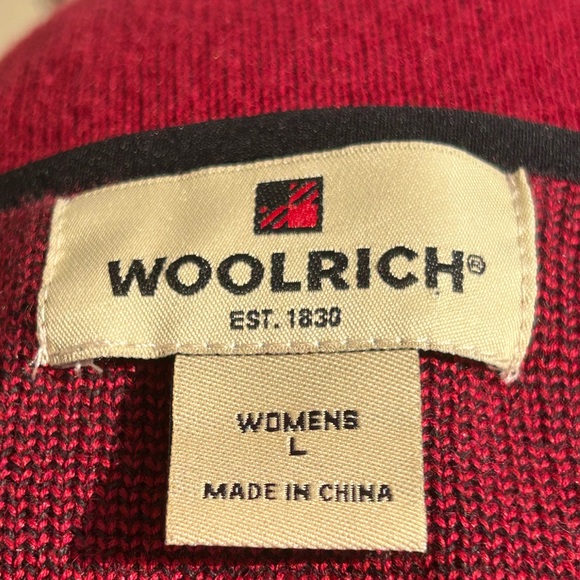 WOOLRICH®
EST. 1830
WOMENS
L
MADE IN CHINA